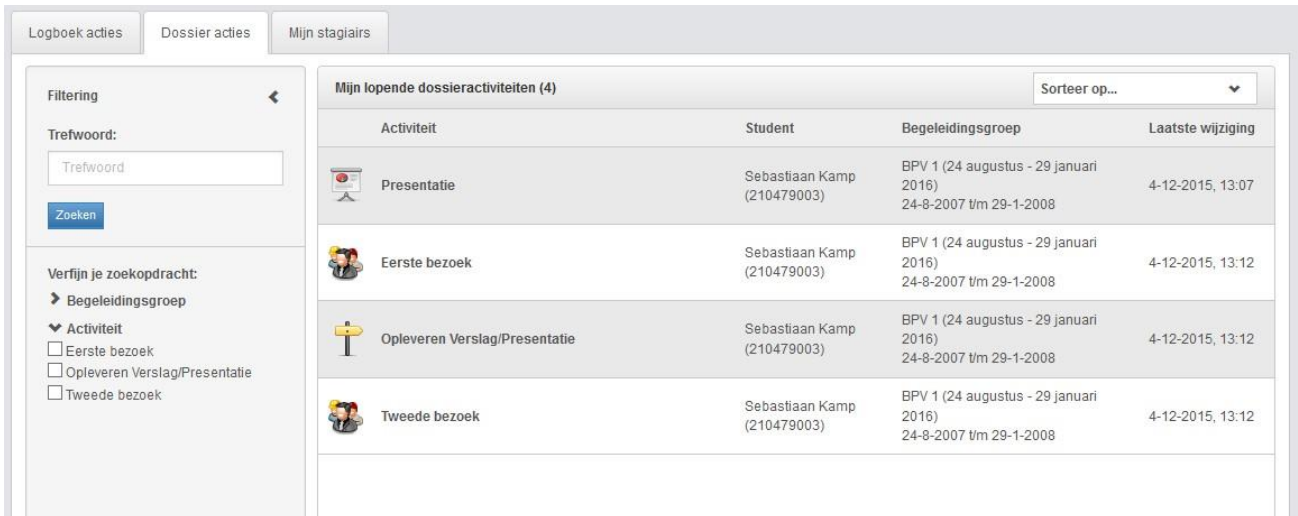 Logboek acties Dossier acties Mijn stagiairs
Filtering
Trefwoord:
Trefwoord
Zoeken
Verfijn je zoekopdracht:
Begeleidingsgroep
Activiteit
Eerste bezoek
Opleveren Verslag/Presentatie
Tweede bezoek
Mijn lopende dossieractiviteiten (4) Sorteer op...
Activiteit Student Begeleidingsgroep Laatste wijziging
Presentatie
Sebastiaan Kamp
(210479003)
BPV 1 (24 augustus - 29 januari
2016)
24-8-2007 t/m 29-1-2008
4-12-2015, 13:07
Eerste bezoek
Sebastiaan Kamp
(210479003)
BPV 1 (24 augustus - 29 januari
2016)
24-8-2007 t/m 29-1-2008
4-12-2015, 13:12
Opleveren Verslag/Presentatie
Sebastiaan Kamp
(210479003)
BPV 1 (24 augustus - 29 januari
2016)
24-8-2007 t/m 29-1-2008
4-12-2015, 13:12
Tweede bezoek
Sebastiaan Kamp
(210479003)
BPV 1 (24 augustus - 29 januari
2016)
24-8-2007 t/m 29-1-2008
4-12-2015, 13:12